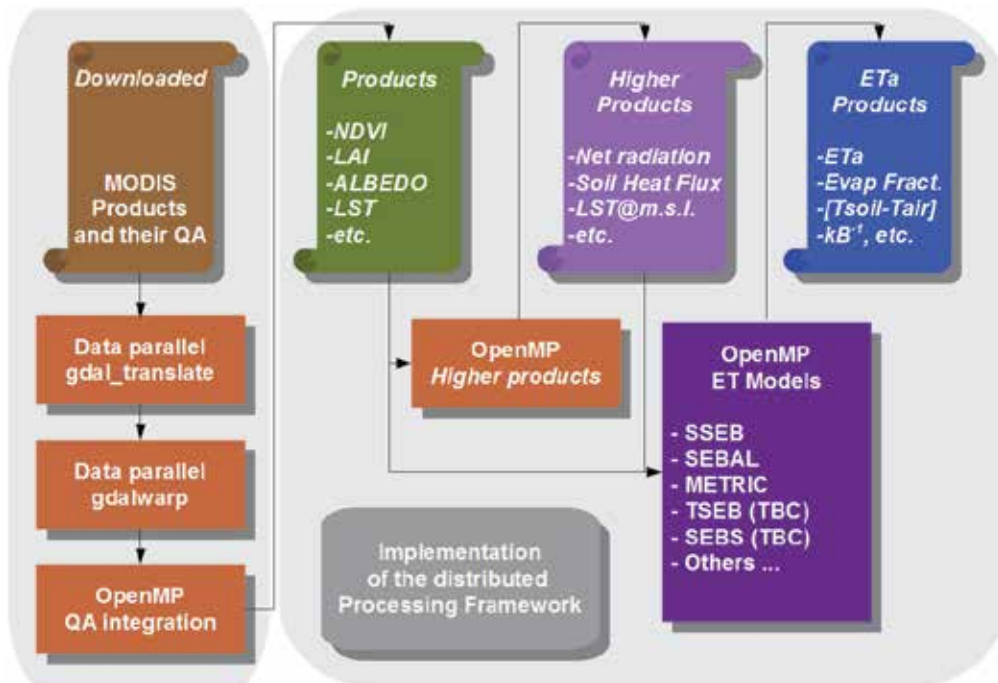 Downloaded
MODIS
Products
and their QA
Data parallel
gdal_translate
Data parallel
gdalwarp
OpenMP
QA integration
Products
-NDVI
-LAI
-ALBEDO
-LST
-etc.
Higher
Products
-Net radiation
-Soil Heat Flux
-LST@m.s.l.
-etc.
ETa
Products
-ETa
-Evap Fract.
-[Tsoil-Tair]
-kB⁻¹, etc.
OpenMP
Higher products
OpenMP
ET Models
- SSEB
- SEBAL
- METRIC
- TSEB (TBC)
- SEBS (TBC)
- Others ...
Implementation
of the distributed
Processing Framework